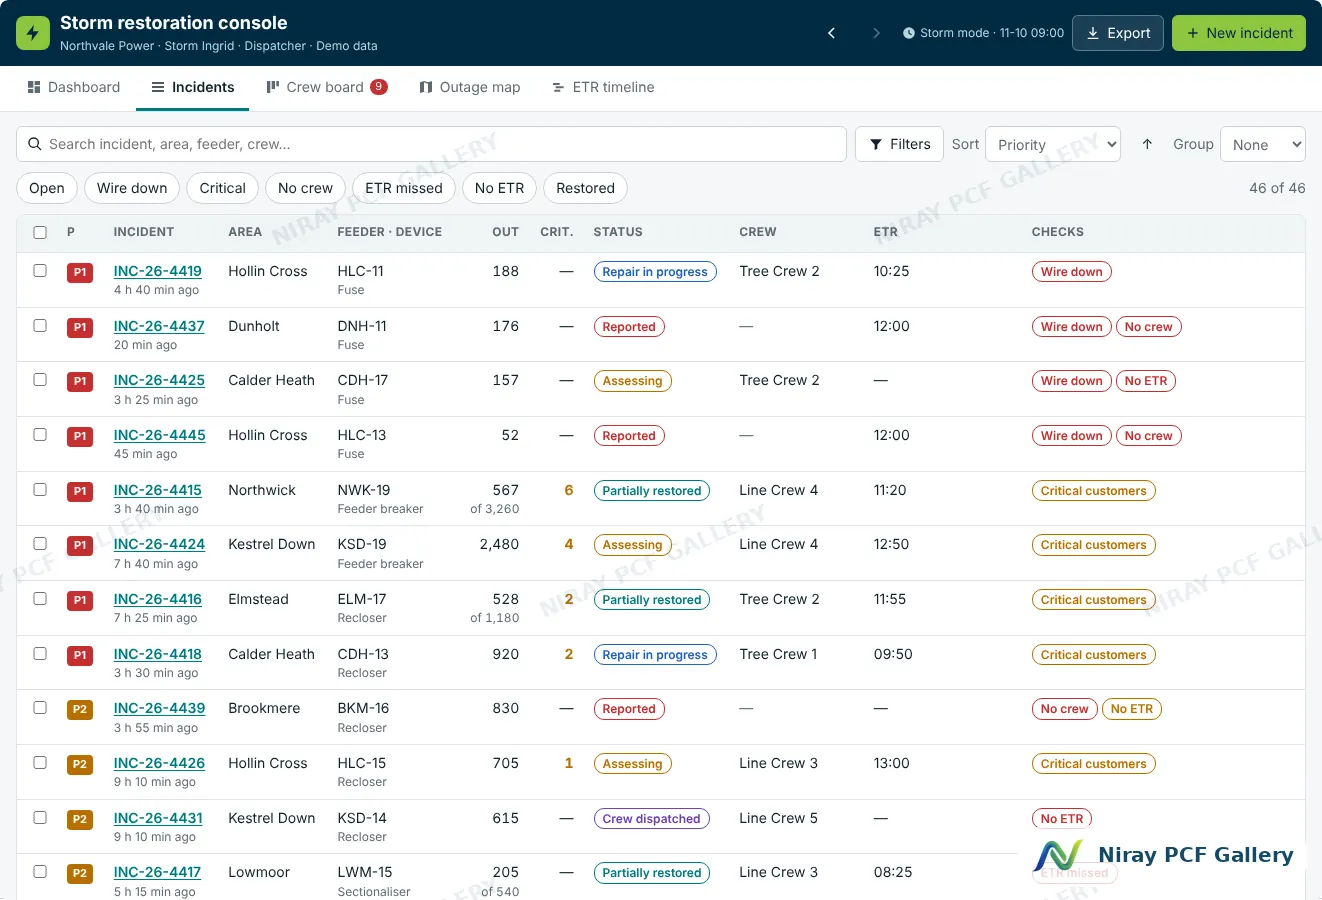 Storm restoration console
Northvale Power · Storm Ingrid · Dispatcher · Demo data
Storm mode · 11-10 09:00
Export
New incident
Dashboard
Incidents
Crew board 9
Outage map
ETR timeline
Search incident, area, feeder, crew...
Filters
Sort
Priority
Group
None
Open
Wire down
Critical
No crew
ETR missed
No ETR
Restored
46 of 46
P INCIDENT AREA FEEDER · DEVICE OUT CRIT. STATUS CREW ETR CHECKS
P1 INC-26-4419 Hollin Cross HLC-11 188 — Repair in progress Tree Crew 2 10:25 Wire down
4 h 40 min ago Fuse
P1 INC-26-4437 Dunholt DNH-11 176 — Reported — 12:00 Wire down No crew
20 min ago Fuse
P1 INC-26-4425 Calder Heath CDH-17 157 — Assessing Tree Crew 2 — Wire down No ETR
3 h 25 min ago Fuse
P1 INC-26-4445 Hollin Cross HLC-13 52 — Reported — 12:00 Wire down No crew
45 min ago Fuse
P1 INC-26-4415 Northwick NWK-19 567 6 Partially restored Line Crew 4 11:20 Critical customers
3 h 40 min ago Feeder breaker of 3,260
P1 INC-26-4424 Kestrel Down KSD-19 2,480 4 Assessing Line Crew 4 12:50 Critical customers
7 h 40 min ago Feeder breaker
P1 INC-26-4416 Elmstead ELM-17 528 2 Partially restored Tree Crew 2 11:55 Critical customers
7 h 25 min ago Recloser of 1,180
P1 INC-26-4418 Calder Heath CDH-13 920 2 Repair in progress Tree Crew 1 09:50 Critical customers
3 h 30 min ago Recloser
P2 INC-26-4439 Brookmere BKM-16 830 — Reported — — No crew No ETR
3 h 55 min ago Recloser
P2 INC-26-4426 Hollin Cross HLC-15 705 1 Assessing Line Crew 3 13:00 Critical customers
9 h 10 min ago Recloser
P2 INC-26-4431 Kestrel Down KSD-14 615 — Crew dispatched Line Crew 5 — No ETR
9 h 10 min ago Recloser
P2 INC-26-4417 Lowmoor LWM-15 205 — Partially restored Line Crew 3 08:25 ETR missed
5 h 15 min ago Sectionaliser of 540
Niray PCF Gallery
NIRAY PCF GALLERY